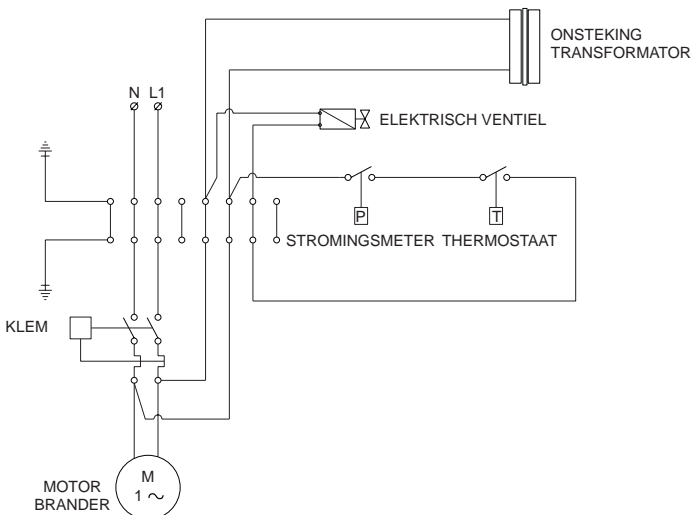 ONSTEKING
TRANSFORMATOR
N L1
ELEKTRISCH VENTIEL
P
T
STROMINGSMETER THERMOSTAAT
KLEM
M
1 ~
MOTOR
BRANDER